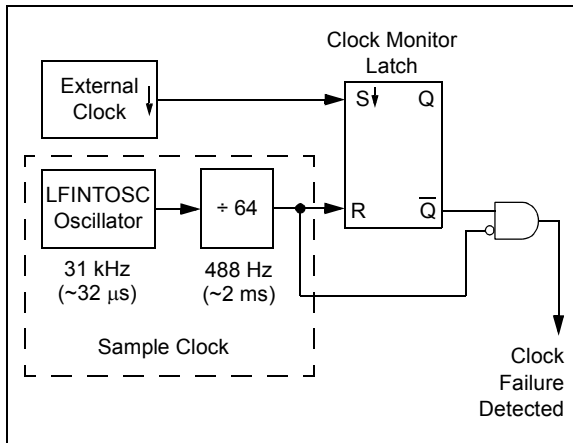 Clock Monitor
Latch
External
Clock
S
Q
LFINTOSC
Oscillator
÷ 64
R
Q̅
31 kHz
(~32 μs)
488 Hz
(~2 ms)
Sample Clock
Clock
Failure
Detected